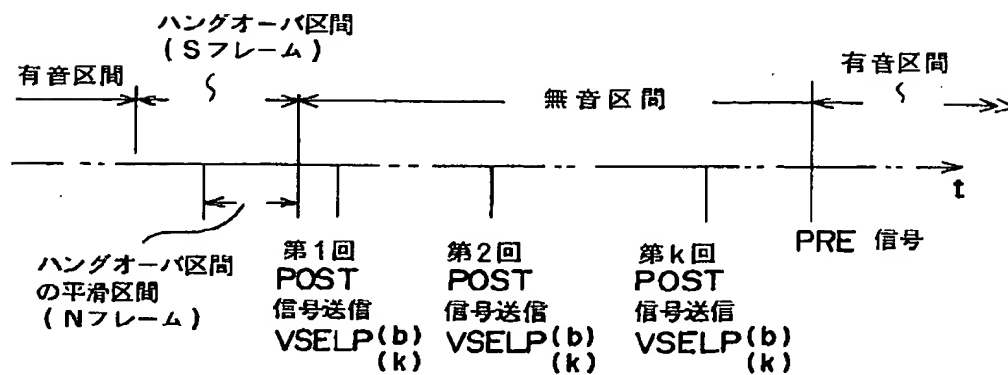 ハングオーバ区間
(Sフレーム)
有音区間
無音区間
有音区間
t
ハングオーバ区間
の平滑区間
(Nフレーム)
第1回
POST
信号送信
VSELP(b)
(k)
第2回
POST
信号送信
VSELP(b)
(k)
第k回
POST
信号送信
VSELP(b)
(k)
PRE 信号